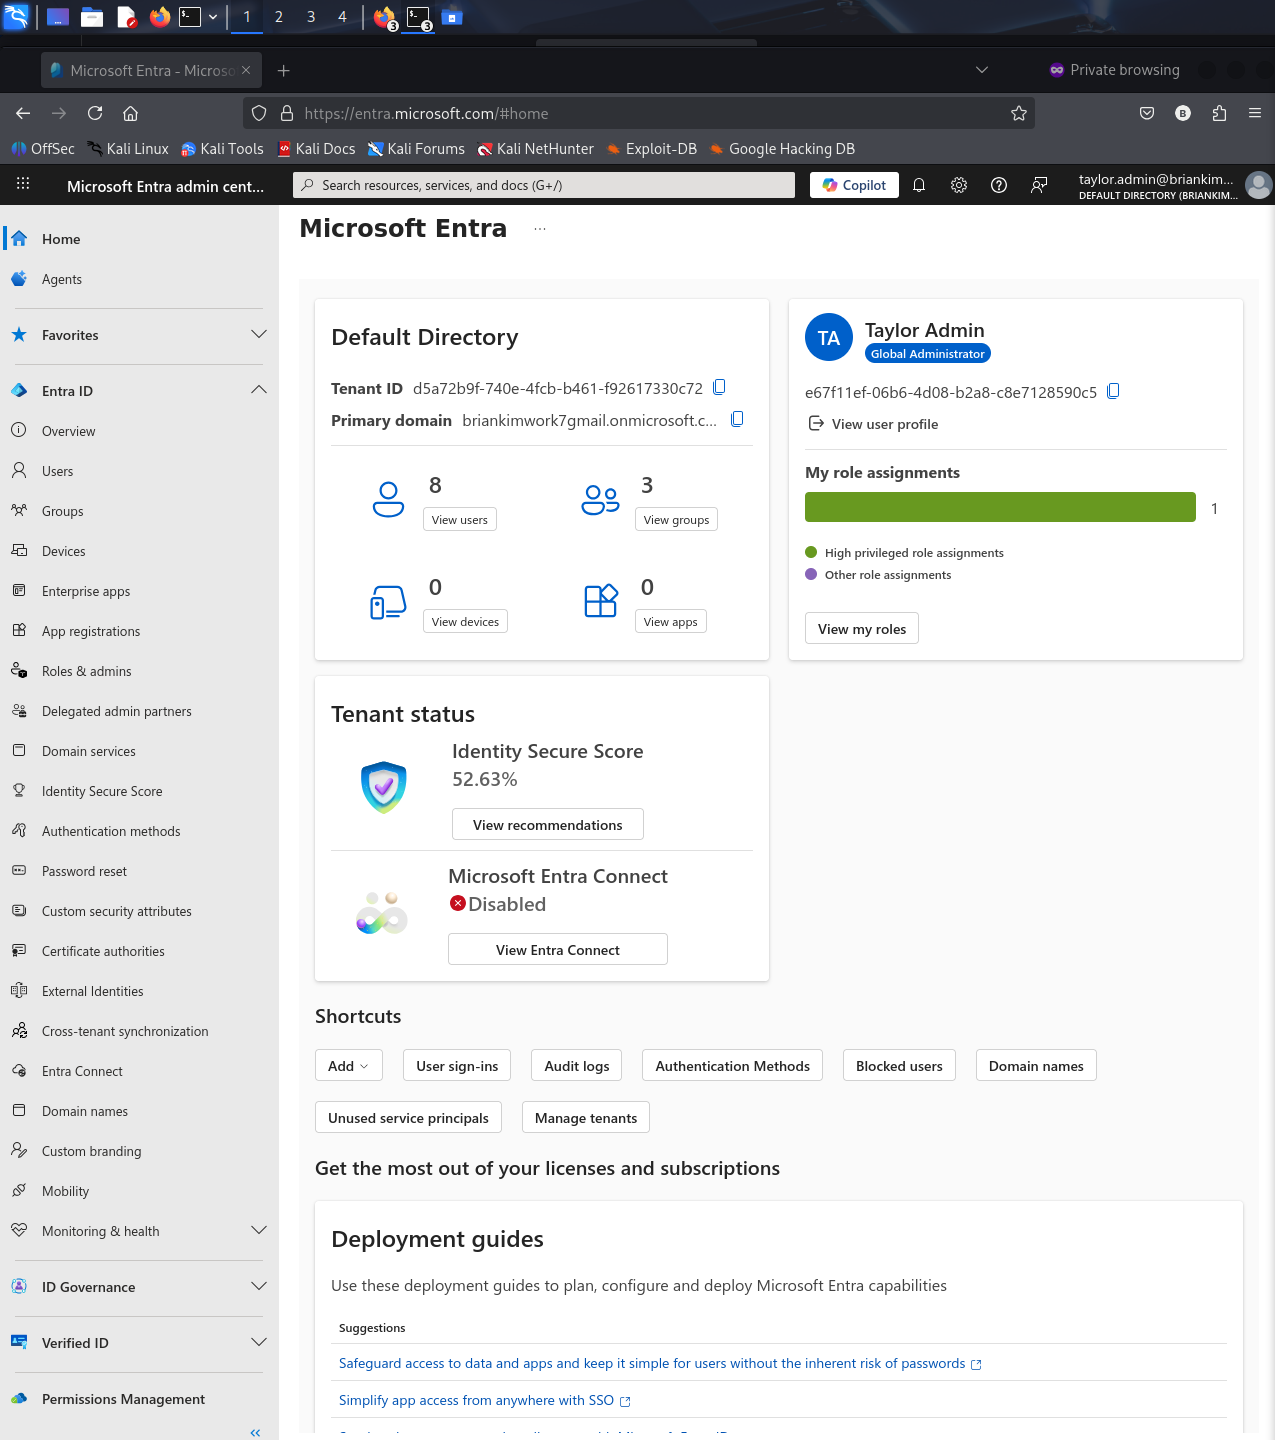 1 2 3 4 3 3
Microsoft Entra - Microso
Private browsing
https://entra.microsoft.com/#home
B
OffSec Kali Linux Kali Tools Kali Docs Kali Forums Kali NetHunter Exploit-DB Google Hacking DB
Microsoft Entra admin cent...
Search resources, services, and docs (G+/)
Copilot
taylor.admin@briankim...
DEFAULT DIRECTORY (BRIANKIM...
Home
Agents
Favorites
Entra ID
Overview
Users
Groups
Devices
Enterprise apps
App registrations
Roles & admins
Delegated admin partners
Domain services
Identity Secure Score
Authentication methods
Password reset
Custom security attributes
Certificate authorities
External Identities
Cross-tenant synchronization
Entra Connect
Domain names
Custom branding
Mobility
Monitoring & health
ID Governance
Verified ID
Permissions Management
Microsoft Entra ...
Default Directory
Tenant ID d5a72b9f-740e-4fcb-b461-f92617330c72
Primary domain briankimwork7gmail.onmicrosoft.c...
8
View users
3
View groups
0
View devices
0
View apps
TA
Taylor Admin
Global Administrator
e67f11ef-06b6-4d08-b2a8-c8e7128590c5
View user profile
My role assignments
1
High privileged role assignments
Other role assignments
View my roles
Tenant status
Identity Secure Score
52.63%
View recommendations
Microsoft Entra Connect
Disabled
View Entra Connect
Shortcuts
Add User sign-ins Audit logs Authentication Methods Blocked users Domain names
Unused service principals Manage tenants
Get the most out of your licenses and subscriptions
Deployment guides
Use these deployment guides to plan, configure and deploy Microsoft Entra capabilities
Suggestions
Safeguard access to data and apps and keep it simple for users without the inherent risk of passwords
Simplify app access from anywhere with SSO